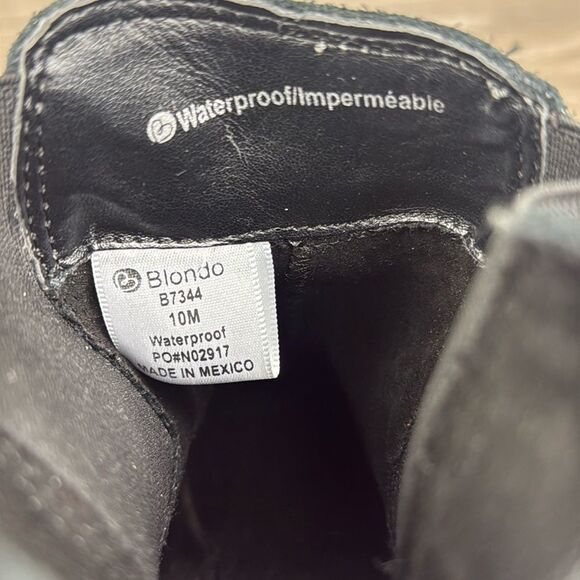 Waterproof/Imperméable
Blondo
B7344
10M
Waterproof
PO#N02917
MADE IN MEXICO